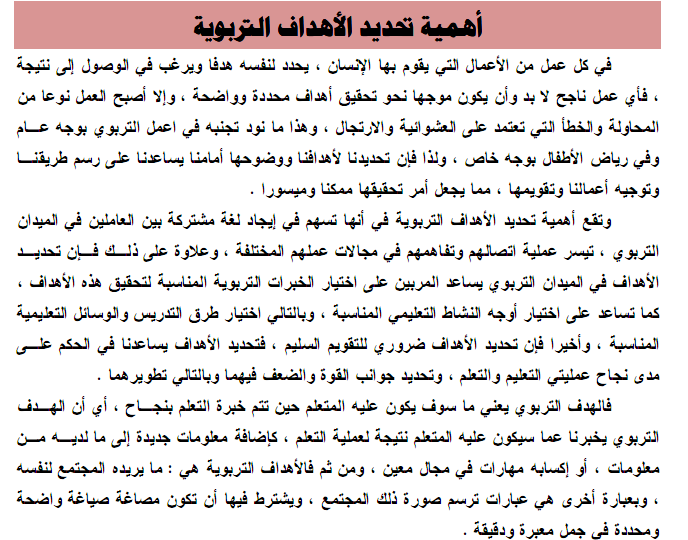 أهمية تحديد الأهداف التربوية
في كل عمل من الأعمال التي يقوم بها الإنسان ، يحدد لنفسه هدفا ويرغب في الوصول إلى نتيجة
، فأي عمل ناجح لا بد وأن يكون موجها نحو تحقيق أهداف محددة وواضحة ، وإلا أصبح العمل نوعا من
المحاولة والخطأ التي تعتمد على العشوائية والارتجال ، وهذا ما نود تجنبه في اعمل التربوي بوجه عـــام
وفي رياض الأطفال بوجه خاص ، ولذا فإن تحديدنا لأهدافنا ووضوحها أمامنا يساعدنا على رسم طريقنــا
وتوجيه أعمالنا وتقويمها ، مما يجعل أمر تحقيقها ممكنا وميسورا .
وتقع أهمية تحديد الأهداف التربوية في أنها تسهم في إيجاد لغة مشتركة بين العاملين في الميدان
التربوي ، تيسر عملية اتصالهم وتفاهمهم في مجالات عملهم المختلفة ، وعلاوة على ذلــك فــإن تحديــد
الأهداف في الميدان التربوي يساعد المربين على اختيار الخبرات التربوية المناسبة لتحقيق هذه الأهداف ،
كما تساعد على اختيار أوجه النشاط التعليمي المناسبة ، وبالتالي اختيار طرق التدريس والوسائل التعليمية
المناسبة ، وأخيرا فإن تحديد الأهداف ضروري للتقويم السليم ، فتحديد الأهداف يساعدنا في الحكم علــى
مدى نجاح عمليتي التعليم والتعلم ، وتحديد جوانب القوة والضعف فيهما وبالتالي تطويرهما .
فالهدف التربوي يعني ما سوف يكون عليه المتعلم حين تتم خبرة التعلم بنجــاح ، أي أن الهــدف
التربوي يخبرنا عما سيكون عليه المتعلم نتيجة لعملية التعلم ، كإضافة معلومات جديدة إلى ما لديــه مــن
معلومات ، أو إكسابه مهارات في مجال معين ، ومن ثم فالأهداف التربوية هي : ما يريده المجتمع لنفسه
، وبعبارة أخرى هي عبارات ترسم صورة ذلك المجتمع ، ويشترط فيها أن تكون مصاغة صياغة واضحة
ومحددة في جمل معبرة ودقيقة .